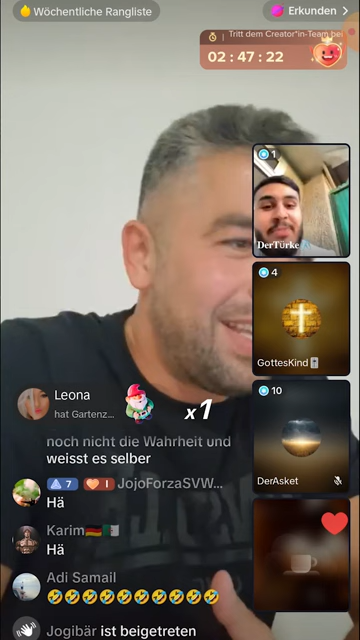 Wöchentliche Rangliste
Erkunden
Tritt dem Creator*in-Team bei
02 : 47 : 22
1
DerTürke
4
GottesKind
10
DerAsket
Leona
hat Gartenz...
x1
noch nicht die Wahrheit und
weisst es selber
7
I
JojoForzaSVW...
Hä
Karim
Hä
Adi Samail
Jogibär ist beigetreten